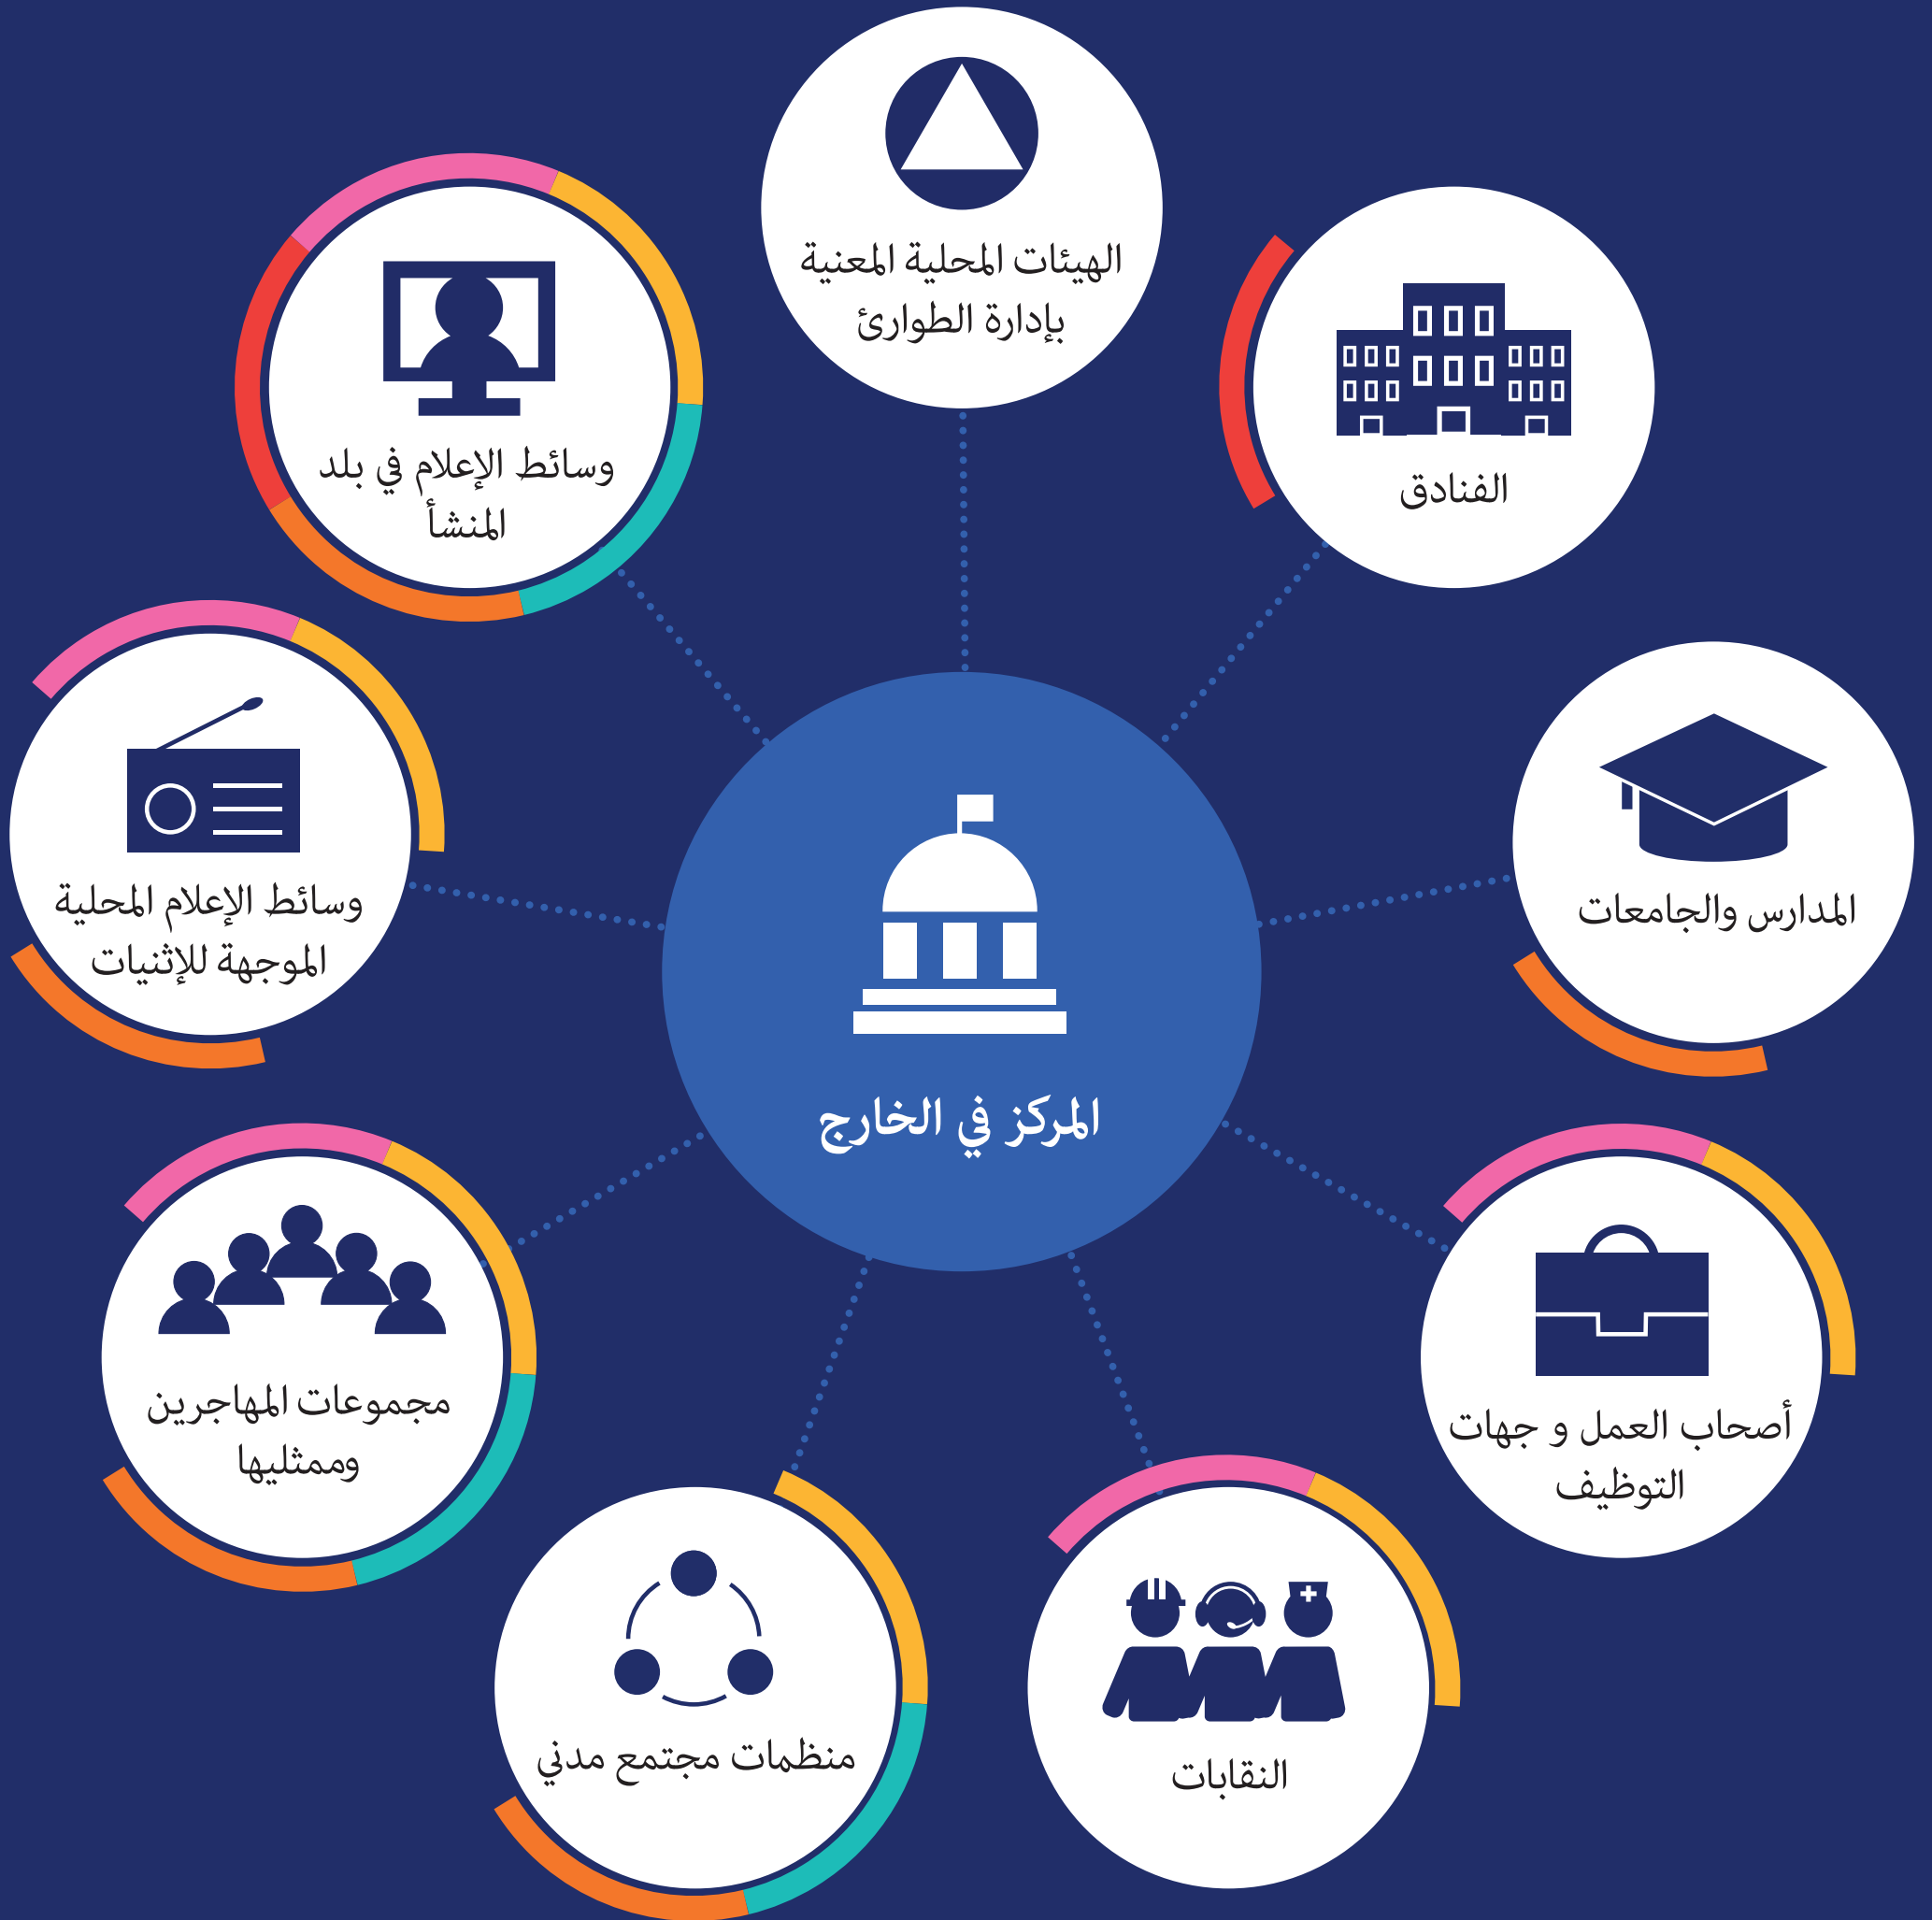 الهيئات المحلية المعنية
بإدارة الطوارئ
الفنادق
المدارس والجامعات
أصحاب العمل و جهات
التوظيف
النقابات
منظمات مجتمع مدني
مجموعات المهاجرين
وممثليها
وسائط الإعلام المحلية
الموجهة للإثنيات
وسائط الإعلام في بلد
المنشأ
المركز في الخارج